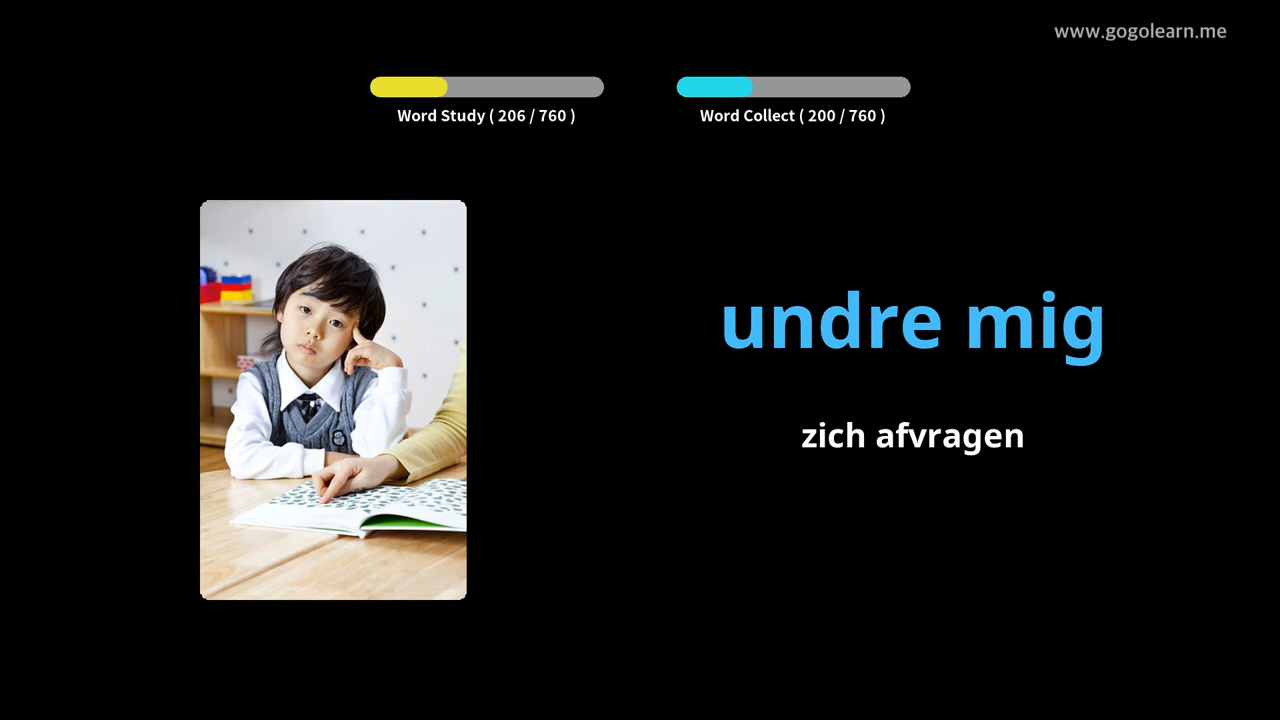 www.gogolearn.me
Word Study ( 206 / 760 )
Word Collect ( 200 / 760 )
undre mig
zich afvragen